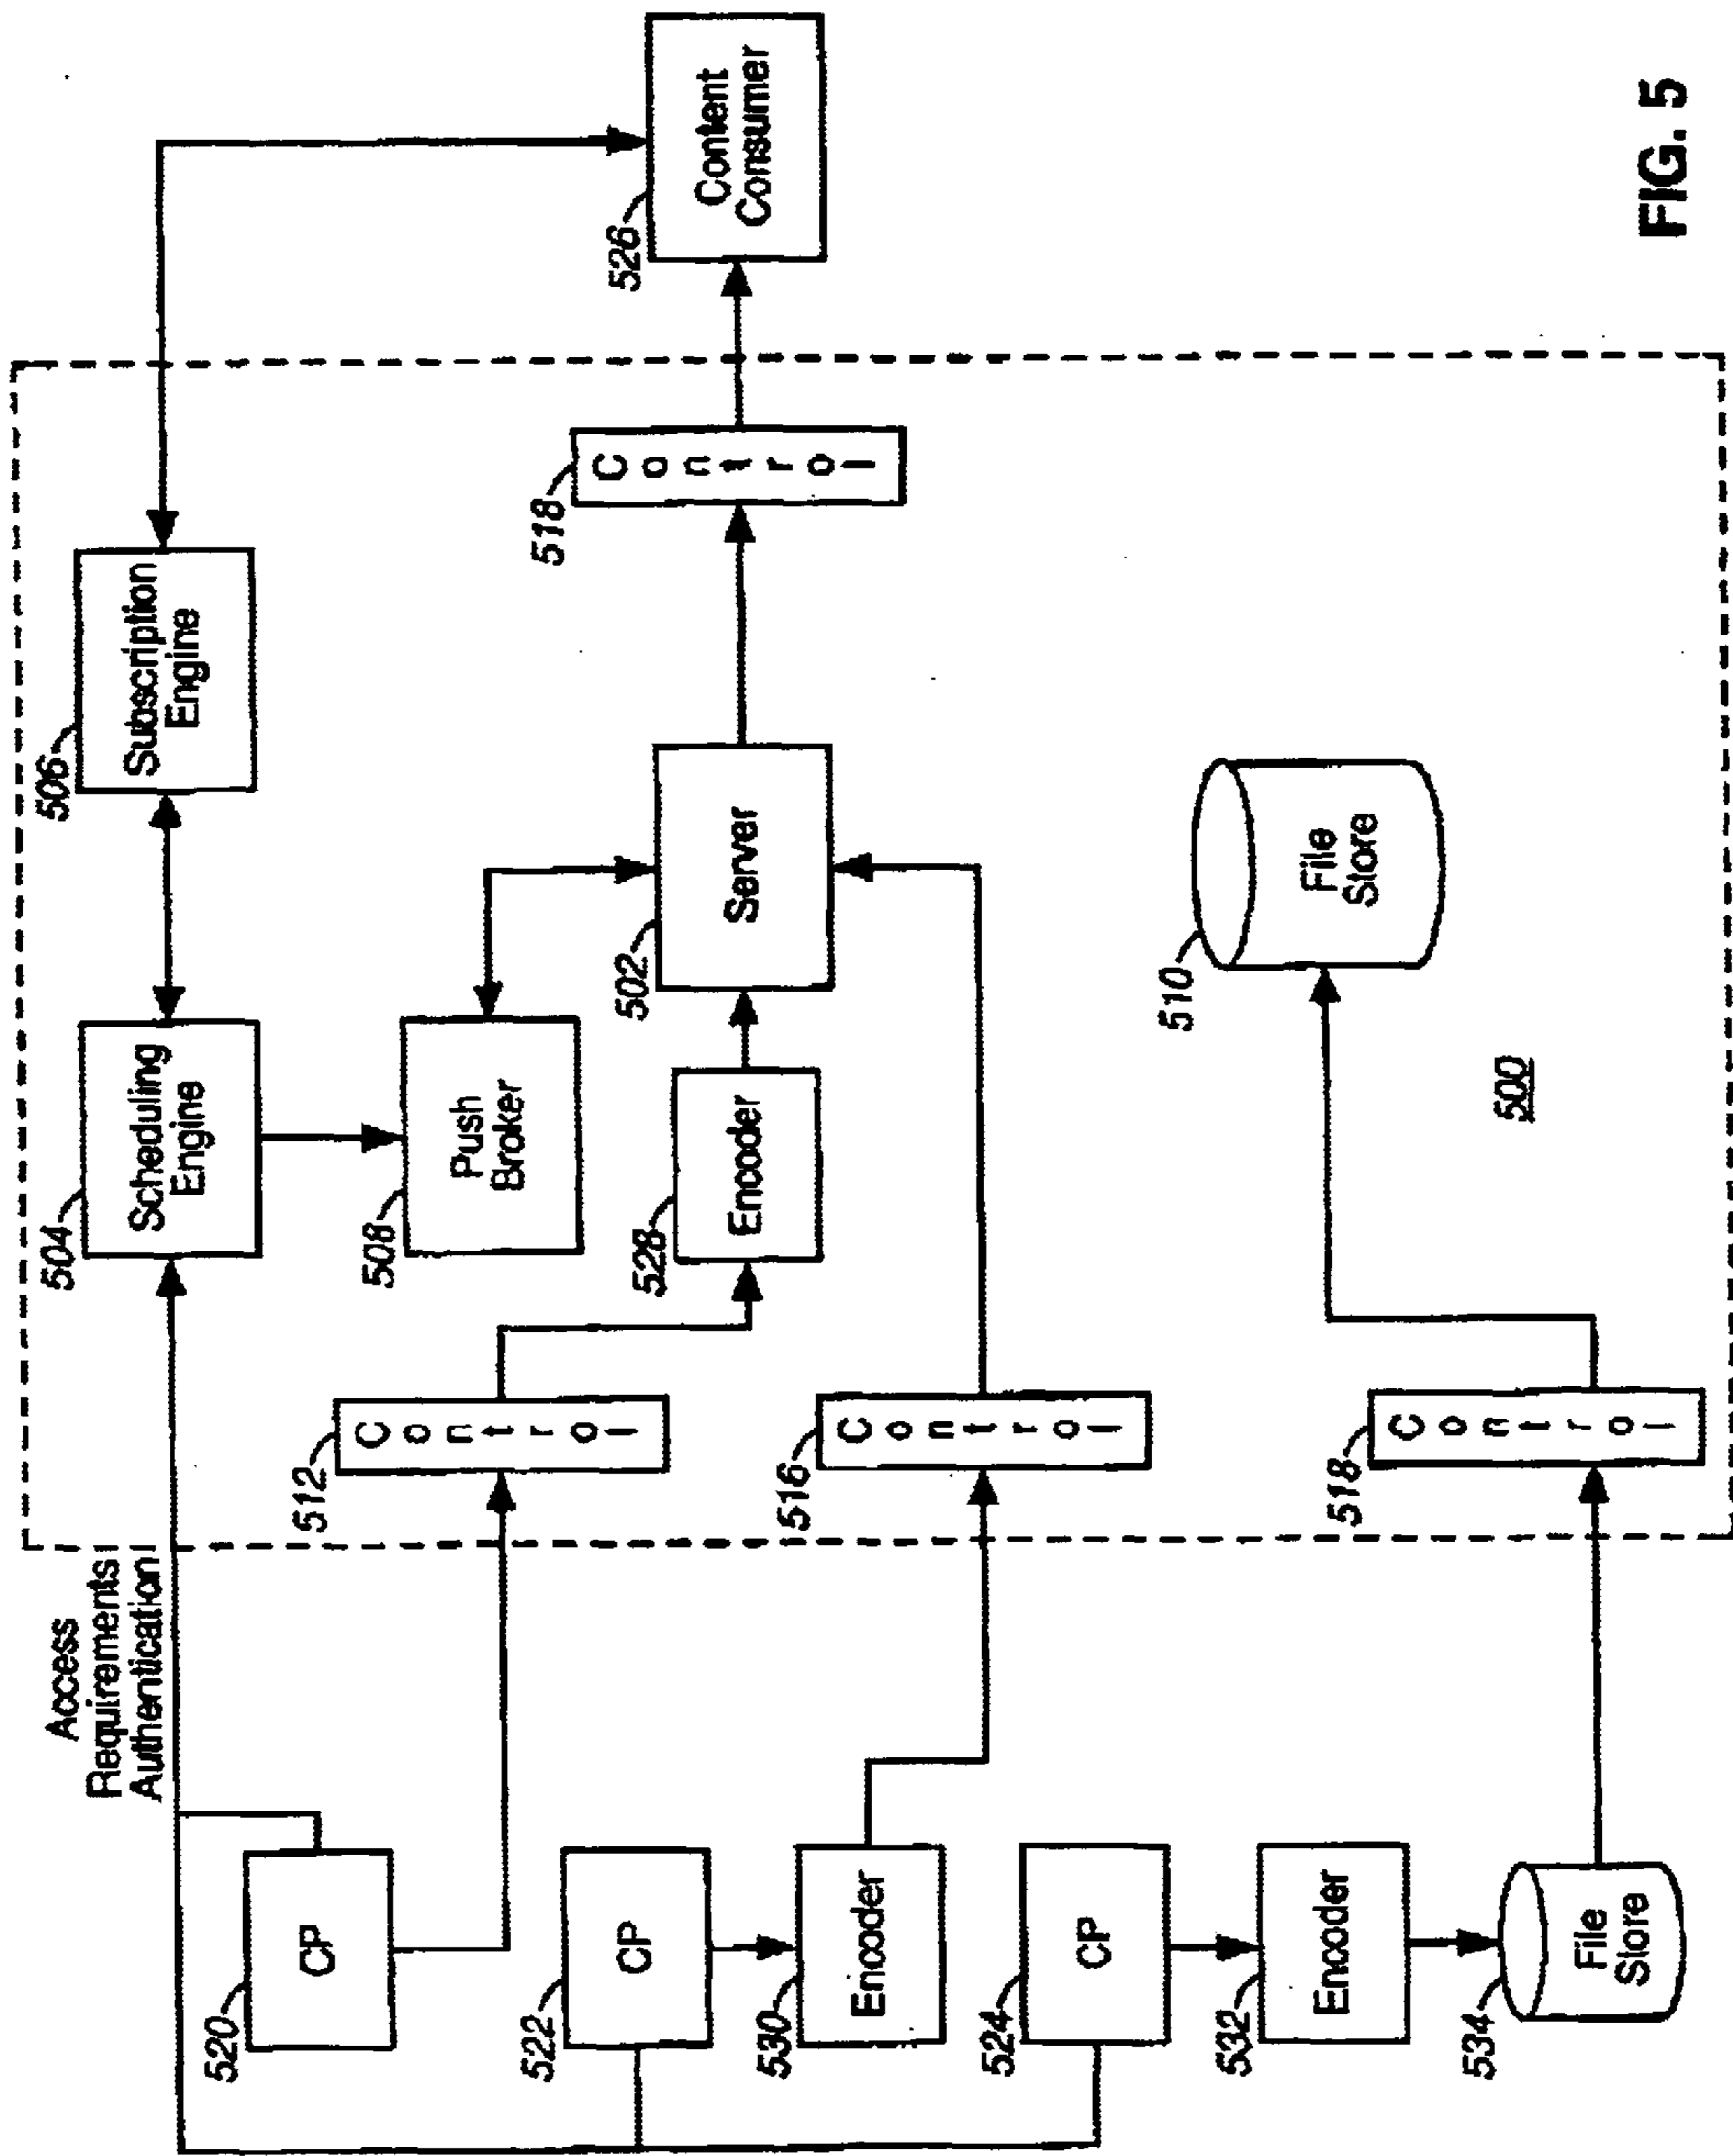 Access
Requirements
Authentication
504
Scheduling
Engine
506
Subscription
Engine
520
CP
512
Control
508
Push
Broker
528
Encoder
502
Server
518
Control
526
Content
Consumer
522
CP
530
Encoder
516
Control
524
CP
532
Encoder
534
File
Store
518
Control
510
File
Store
500
FIG. 5